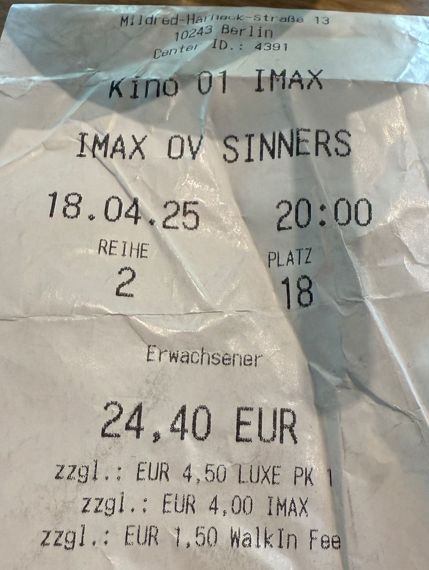 Mildred-Harnack-Straße 13
10243 Berlin
Center ID.: 4391
Kino 01 IMAX
IMAX OV SINNERS
18.04.25 20:00
REIHE PLATZ
2 18
Erwachsener
24,40 EUR
zzgl.: EUR 4,50 LUXE PK 1
zzgl.: EUR 4,00 IMAX
zzgl.: EUR 1,50 WalkIn Fee